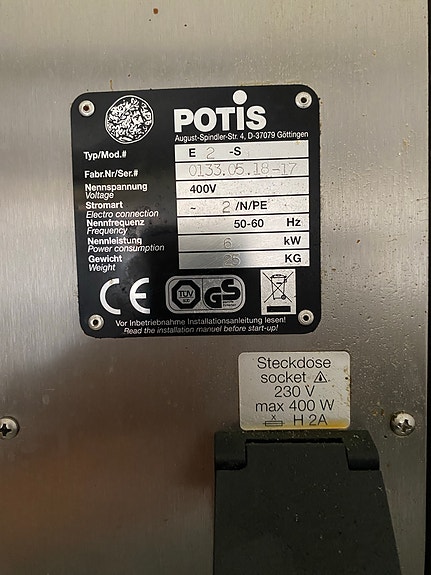 POTIS
August-Spindler-Str. 4, D-37079 Göttingen
Typ/Mod.# E 2 -S
Fabr.Nr/Ser.# 0133.05.18-17
Nennspannung 400V
Voltage
Stromart ~ 2 /N/PE
Electro connection
Nennfrequenz 50-60 Hz
Frequency
Nennleistung 6 kW
Power consumption
Gewicht 25 KG
Weight
CE TÜV GS
Vor Inbetriebnahme Installationsanleitung lesen!
Read the installation manuel before start-up!
Steckdose
socket ⚠
230 V
max 400 W
H 2A